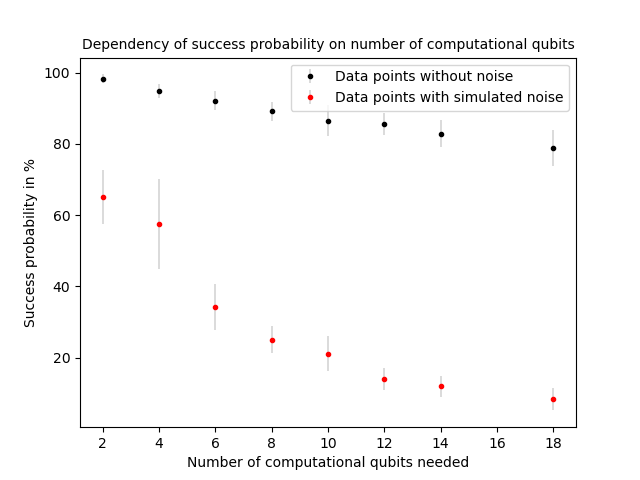 Dependency of success probability on number of computational qubits
Data points without noise
Data points with simulated noise
Success probability in %
100
80
60
40
20
2 4 6 8 10 12 14 16 18
Number of computational qubits needed